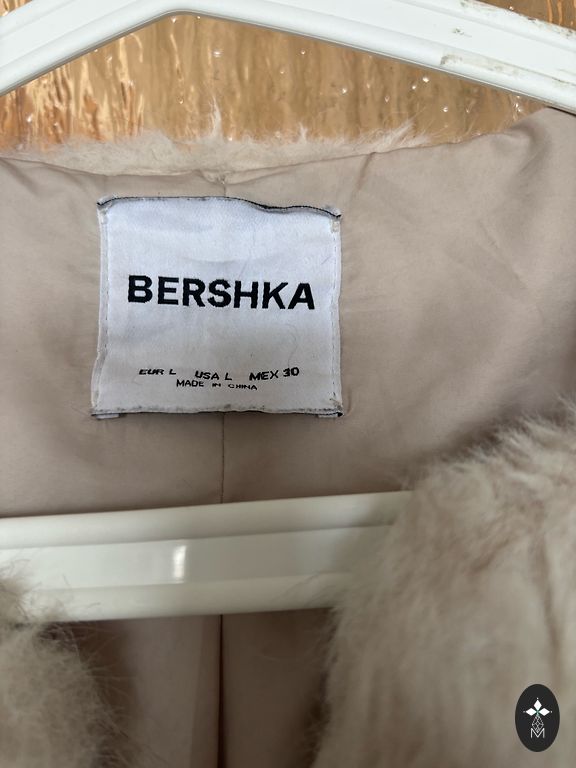 BERSHKA
EUR L USA L MEX 30
MADE IN CHINA
M